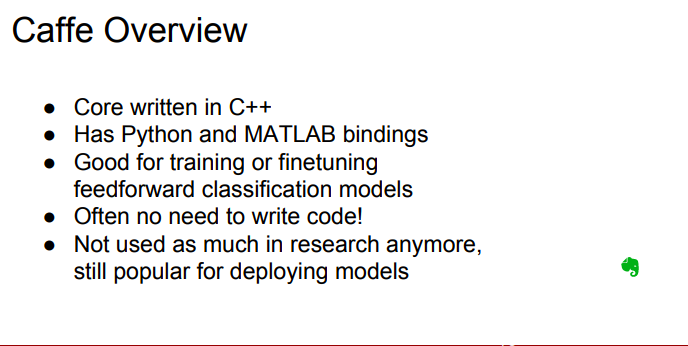 Caffe Overview
● Core written in C++
● Has Python and MATLAB bindings
● Good for training or finetuning
feedforward classification models
● Often no need to write code!
● Not used as much in research anymore,
still popular for deploying models